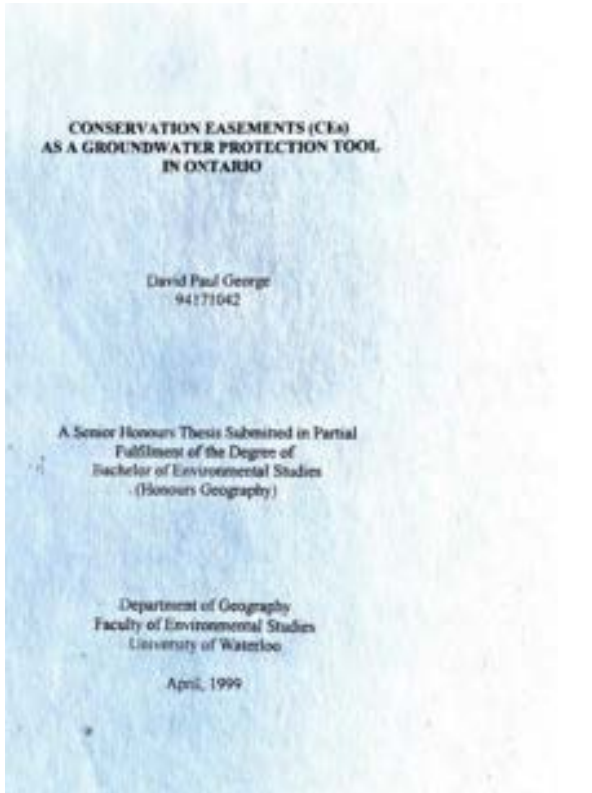 CONSERVATION EASEMENTS (CEs)
AS A GROUNDWATER PROTECTION TOOL
IN ONTARIO
David Paul George
94171042
A Senior Honours Thesis Submitted in Partial
Fulfilment of the Degree of
Bachelor of Environmental Studies
(Honours Geography)
Department of Geography
Faculty of Environmental Studies
University of Waterloo
April, 1999